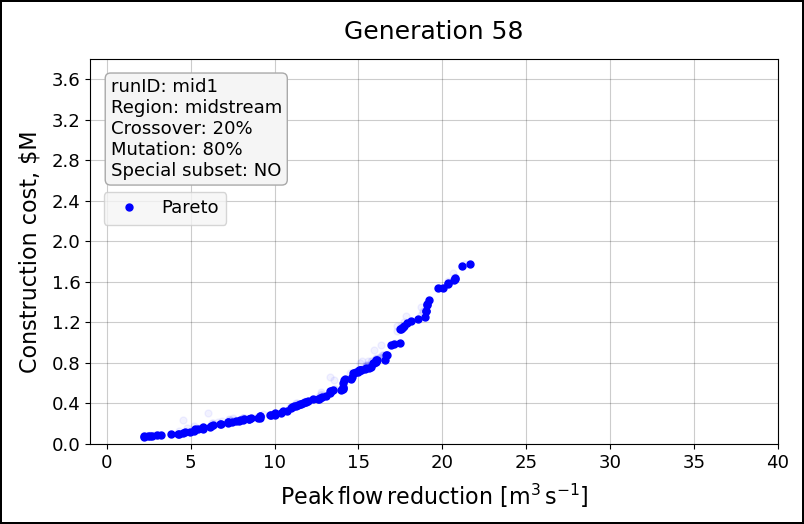 Generation 58
3.6
3.2
2.8
2.4
2.0
1.6
1.2
0.8
0.4
0.0
Construction cost, $M
runID: mid1
Region: midstream
Crossover: 20%
Mutation: 80%
Special subset: NO
Pareto
0 5 10 15 20 25 30 35 40
Peak flow reduction [m³ s⁻¹]